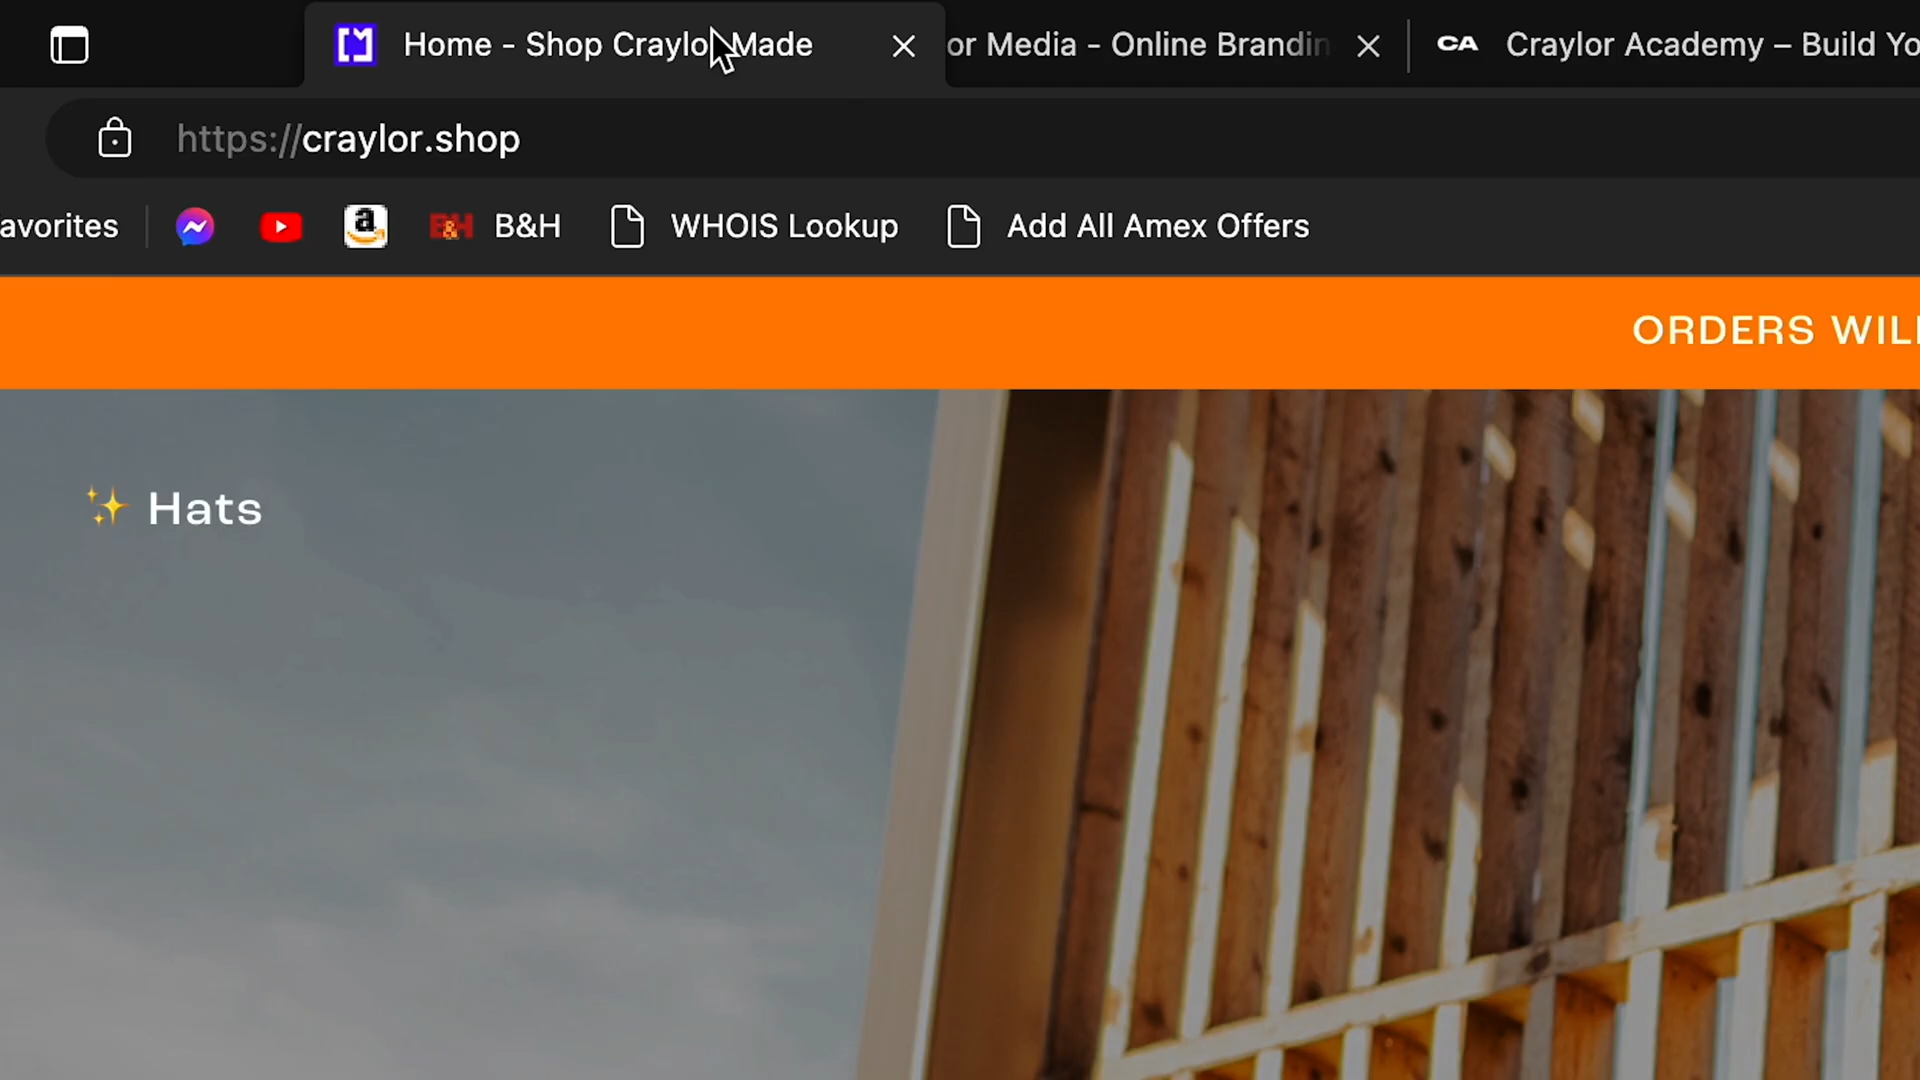 Home - Shop Craylor Made
or Media - Online Brandin
CA Craylor Academy – Build Yo
https://craylor.shop
avorites
a
B&H B&H
WHOIS Lookup
Add All Amex Offers
ORDERS WILL
✨ Hats